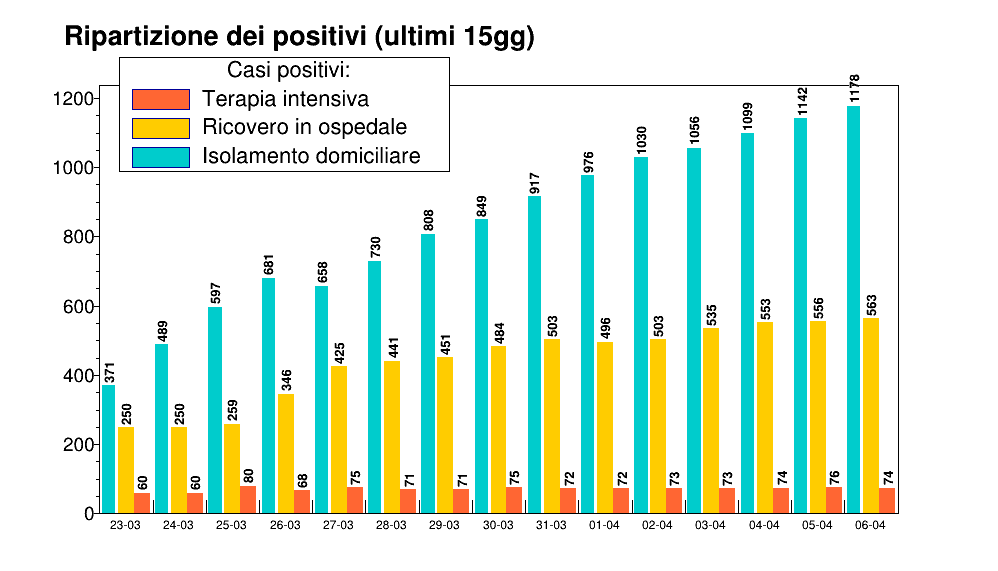 Ripartizione dei positivi (ultimi 15gg)
Casi positivi:
Terapia intensiva
Ricovero in ospedale
Isolamento domiciliare
1200
1000
800
600
400
200
0
371 250 60
489 250 60
597 259 80
681 346 68
658 425 75
730 441 71
808 451 71
849 484 75
917 503 72
976 496 72
1030 503 73
1056 535 73
1099 553 74
1142 556 76
1178 563 74
23-03 24-03 25-03 26-03 27-03 28-03 29-03 30-03 31-03 01-04 02-04 03-04 04-04 05-04 06-04